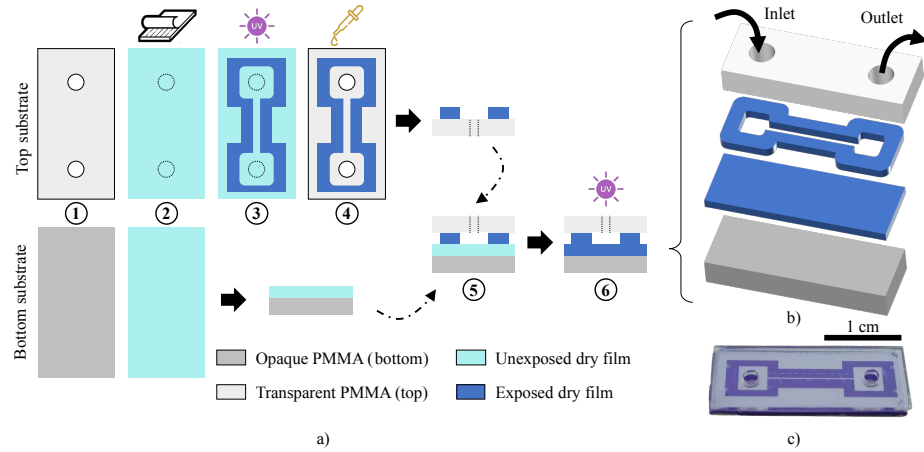 UV
Inlet
Outlet
Top substrate
1
2
3
4
UV
Bottom substrate
5
6
b)
1 cm
Opaque PMMA (bottom)
Unexposed dry film
Transparent PMMA (top)
Exposed dry film
a)
c)